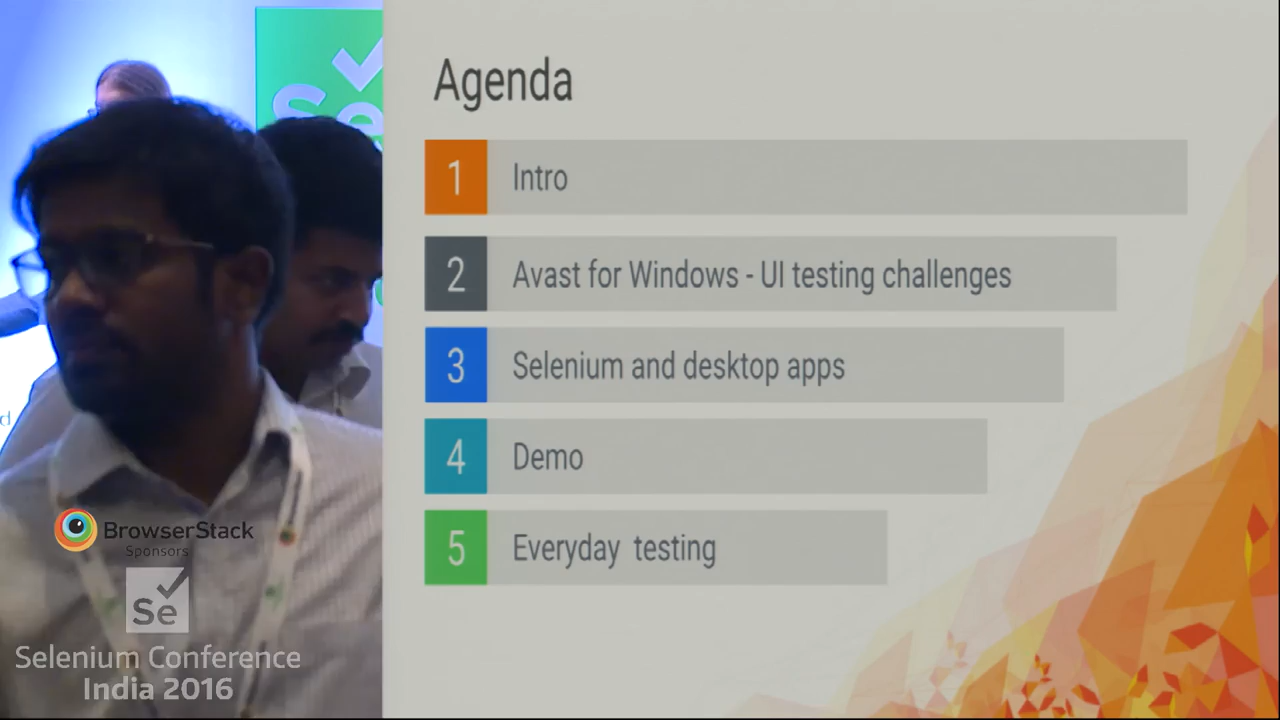 Se
d
BrowserStack
Sponsors
Se
Selenium Conference
India 2016
Agenda
1 Intro
2 Avast for Windows - UI testing challenges
3 Selenium and desktop apps
4 Demo
5 Everyday testing